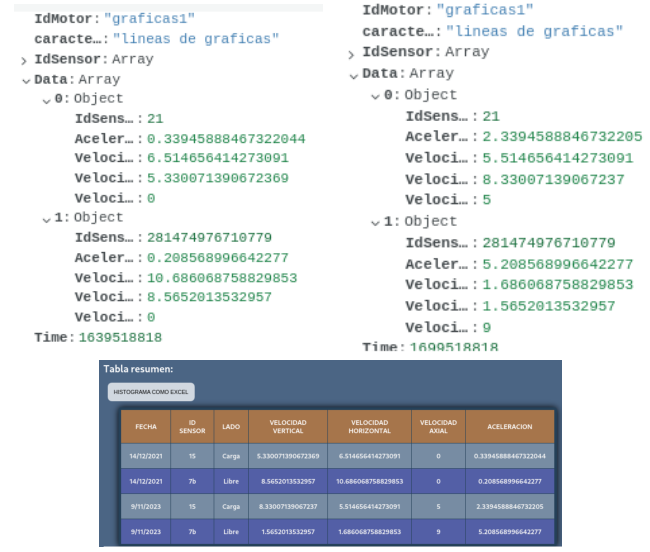 IdMotor: "graficas1"
caracte…: "lineas de graficas"
IdSensor: Array
Data: Array
0: Object
IdSens…: 21
Aceler…: 0.33945888467322044
Veloci…: 6.514656414273091
Veloci…: 5.330071390672369
Veloci…: 0
1: Object
IdSens…: 281474976710779
Aceler…: 0.208568996642277
Veloci…: 10.686068758829853
Veloci…: 8.5652013532957
Veloci…: 0
Time: 1639518818
IdMotor: "graficas1"
caracte…: "lineas de graficas"
IdSensor: Array
Data: Array
0: Object
IdSens…: 21
Aceler…: 2.3394588846732205
Veloci…: 5.514656414273091
Veloci…: 8.33007139067237
Veloci…: 5
1: Object
IdSens…: 281474976710779
Aceler…: 5.208568996642277
Veloci…: 1.686068758829853
Veloci…: 1.5652013532957
Veloci…: 9
Time: 1699518818
Tabla resumen:
HISTOGRAMA COMO EXCEL
FECHA ID SENSOR LADO VELOCIDAD VERTICAL VELOCIDAD HORIZONTAL VELOCIDAD AXIAL ACELERACION
14/12/2021 15 Carga 5.330071390672369 6.514656414273091 0 0.33945888467322044
14/12/2021 7b Libre 8.5652013532957 10.686068758829853 0 0.208568996642277
9/11/2023 15 Carga 8.33007139067237 5.514656414273091 5 2.3394588846732205
9/11/2023 7b Libre 1.5652013532957 1.686068758829853 9 5.208568996642277